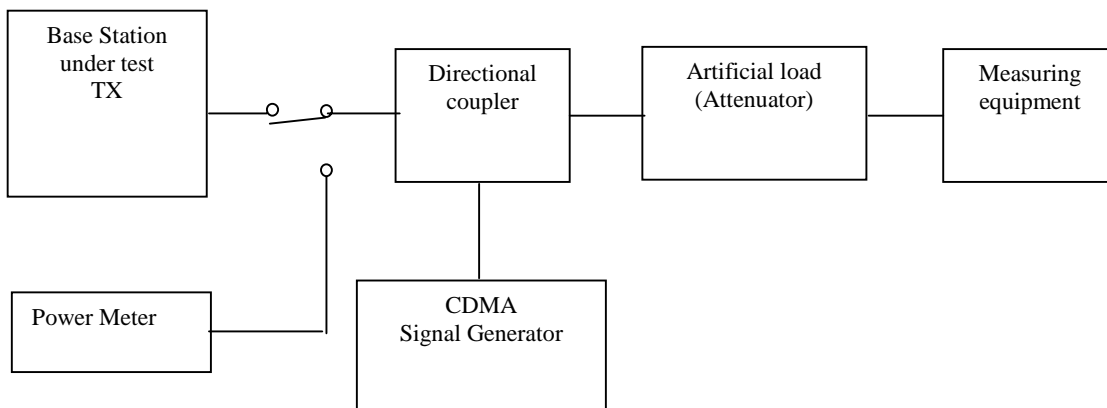 Base Station
under test
TX
Directional
coupler
Artificial load
(Attenuator)
Measuring
equipment
Power Meter
CDMA
Signal Generator